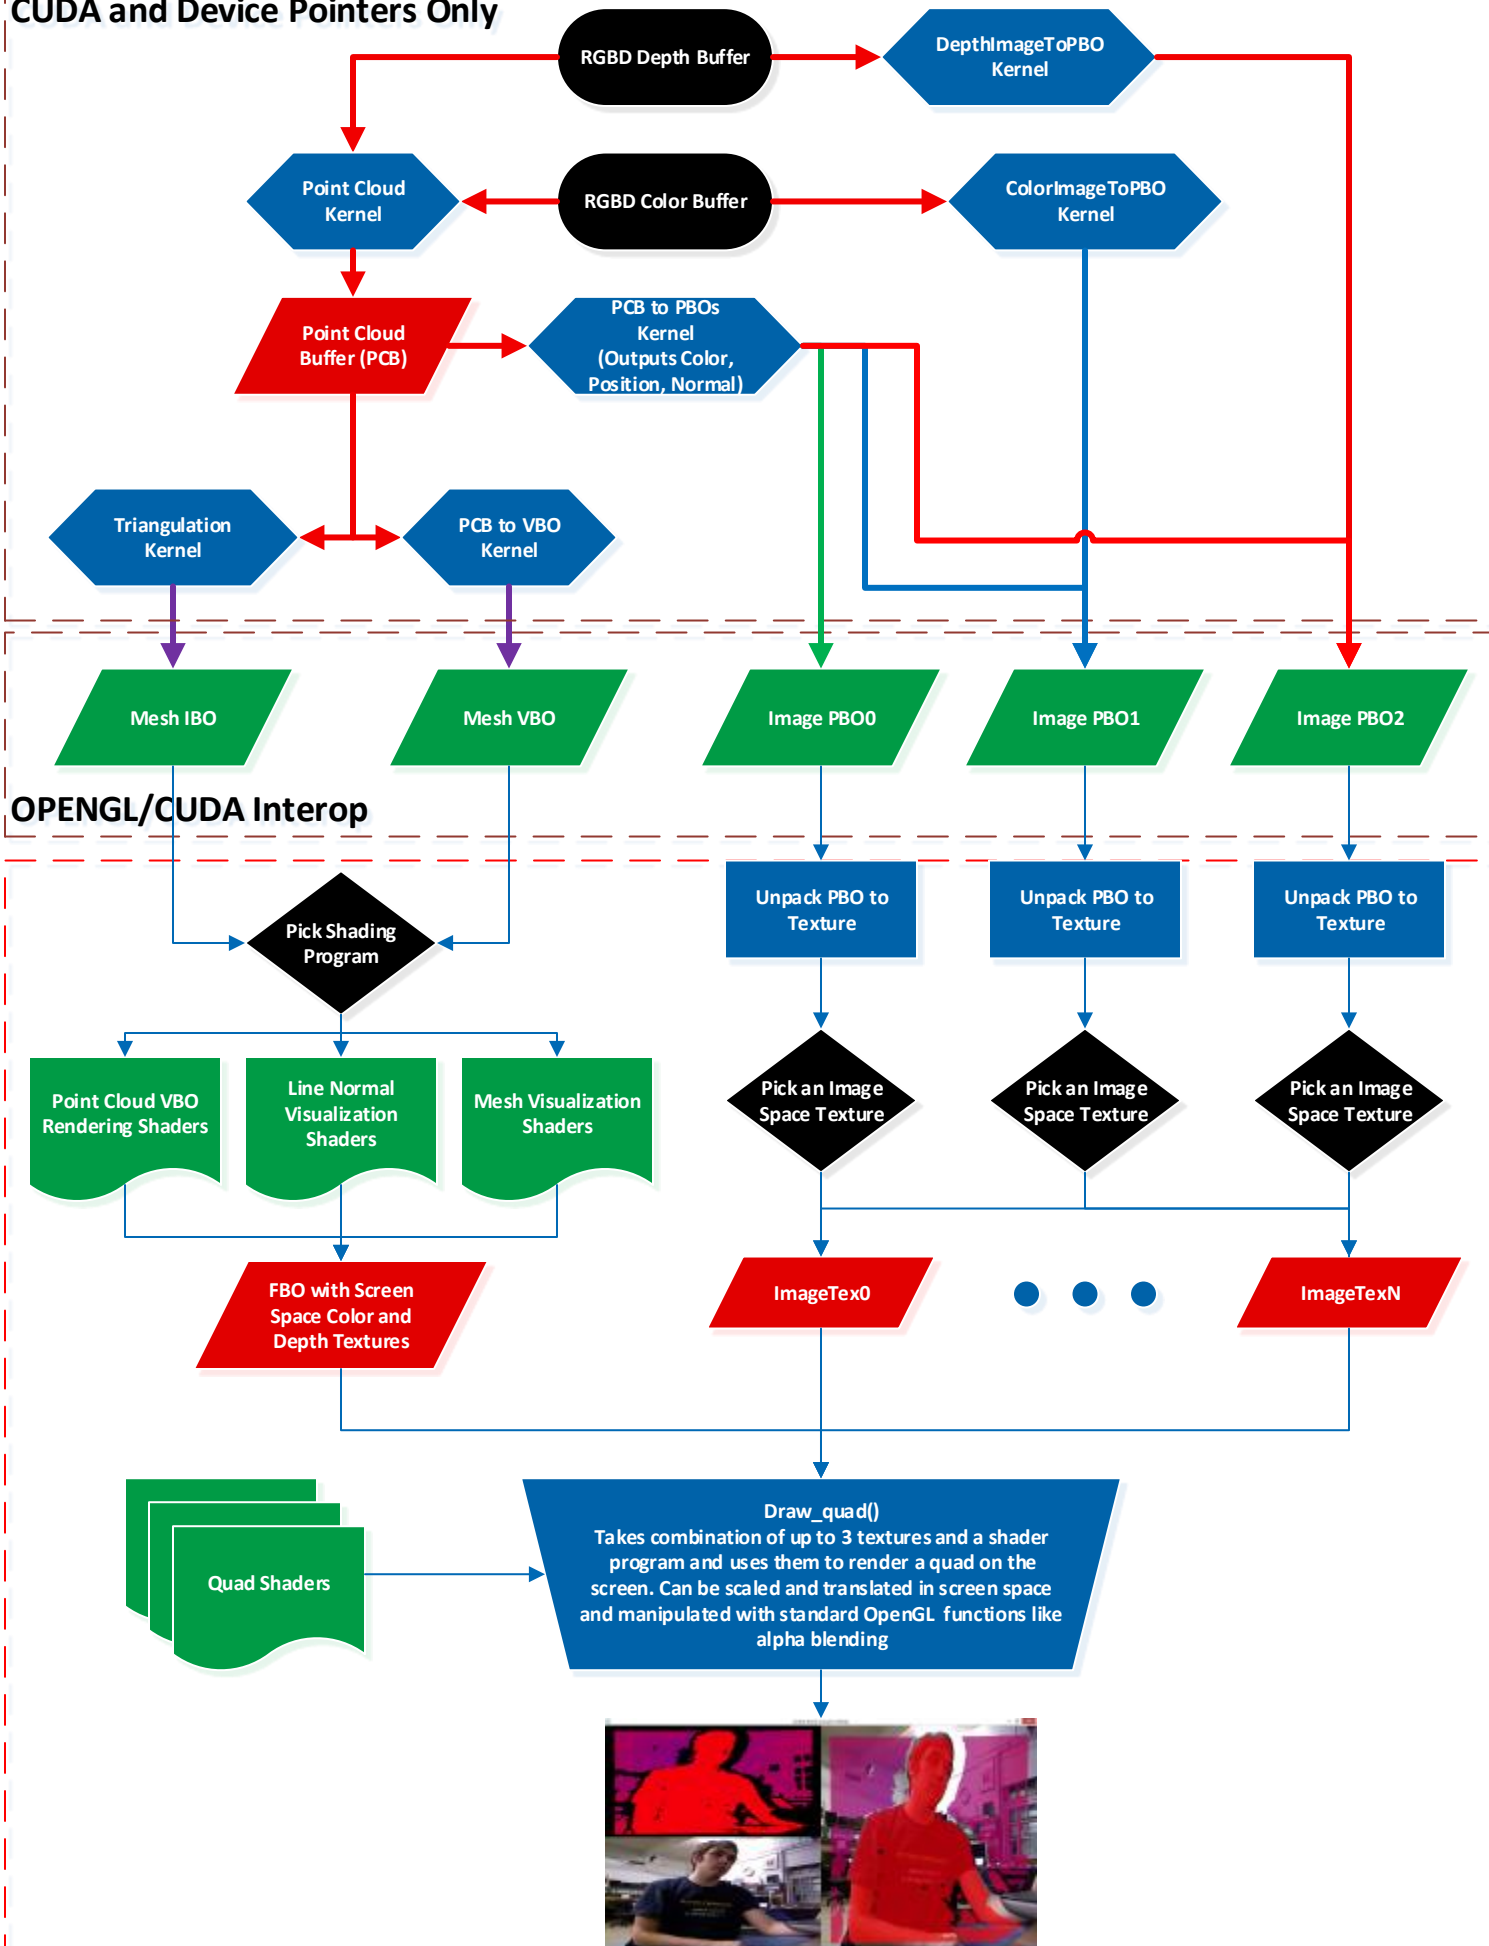 CUDA and Device Pointers Only
RGBD Depth Buffer
DepthImageToPBO
Kernel
Point Cloud
Kernel
RGBD Color Buffer
ColorImageToPBO
Kernel
Point Cloud
Buffer (PCB)
PCB to PBOs
Kernel
(Outputs Color,
Position, Normal)
Triangulation
Kernel
PCB to VBO
Kernel
Mesh IBO
Mesh VBO
Image PBO0
Image PBO1
Image PBO2
OPENGL/CUDA Interop
Pick Shading
Program
Unpack PBO to
Texture
Unpack PBO to
Texture
Unpack PBO to
Texture
Point Cloud VBO
Rendering Shaders
Line Normal
Visualization
Shaders
Mesh Visualization
Shaders
Pick an Image
Space Texture
Pick an Image
Space Texture
Pick an Image
Space Texture
FBO with Screen
Space Color and
Depth Textures
ImageTex0
ImageTexN
Quad Shaders
Draw_quad()
Takes combination of up to 3 textures and a shader
program and uses them to render a quad on the
screen. Can be scaled and translated in screen space
and manipulated with standard OpenGL functions like
alpha blending